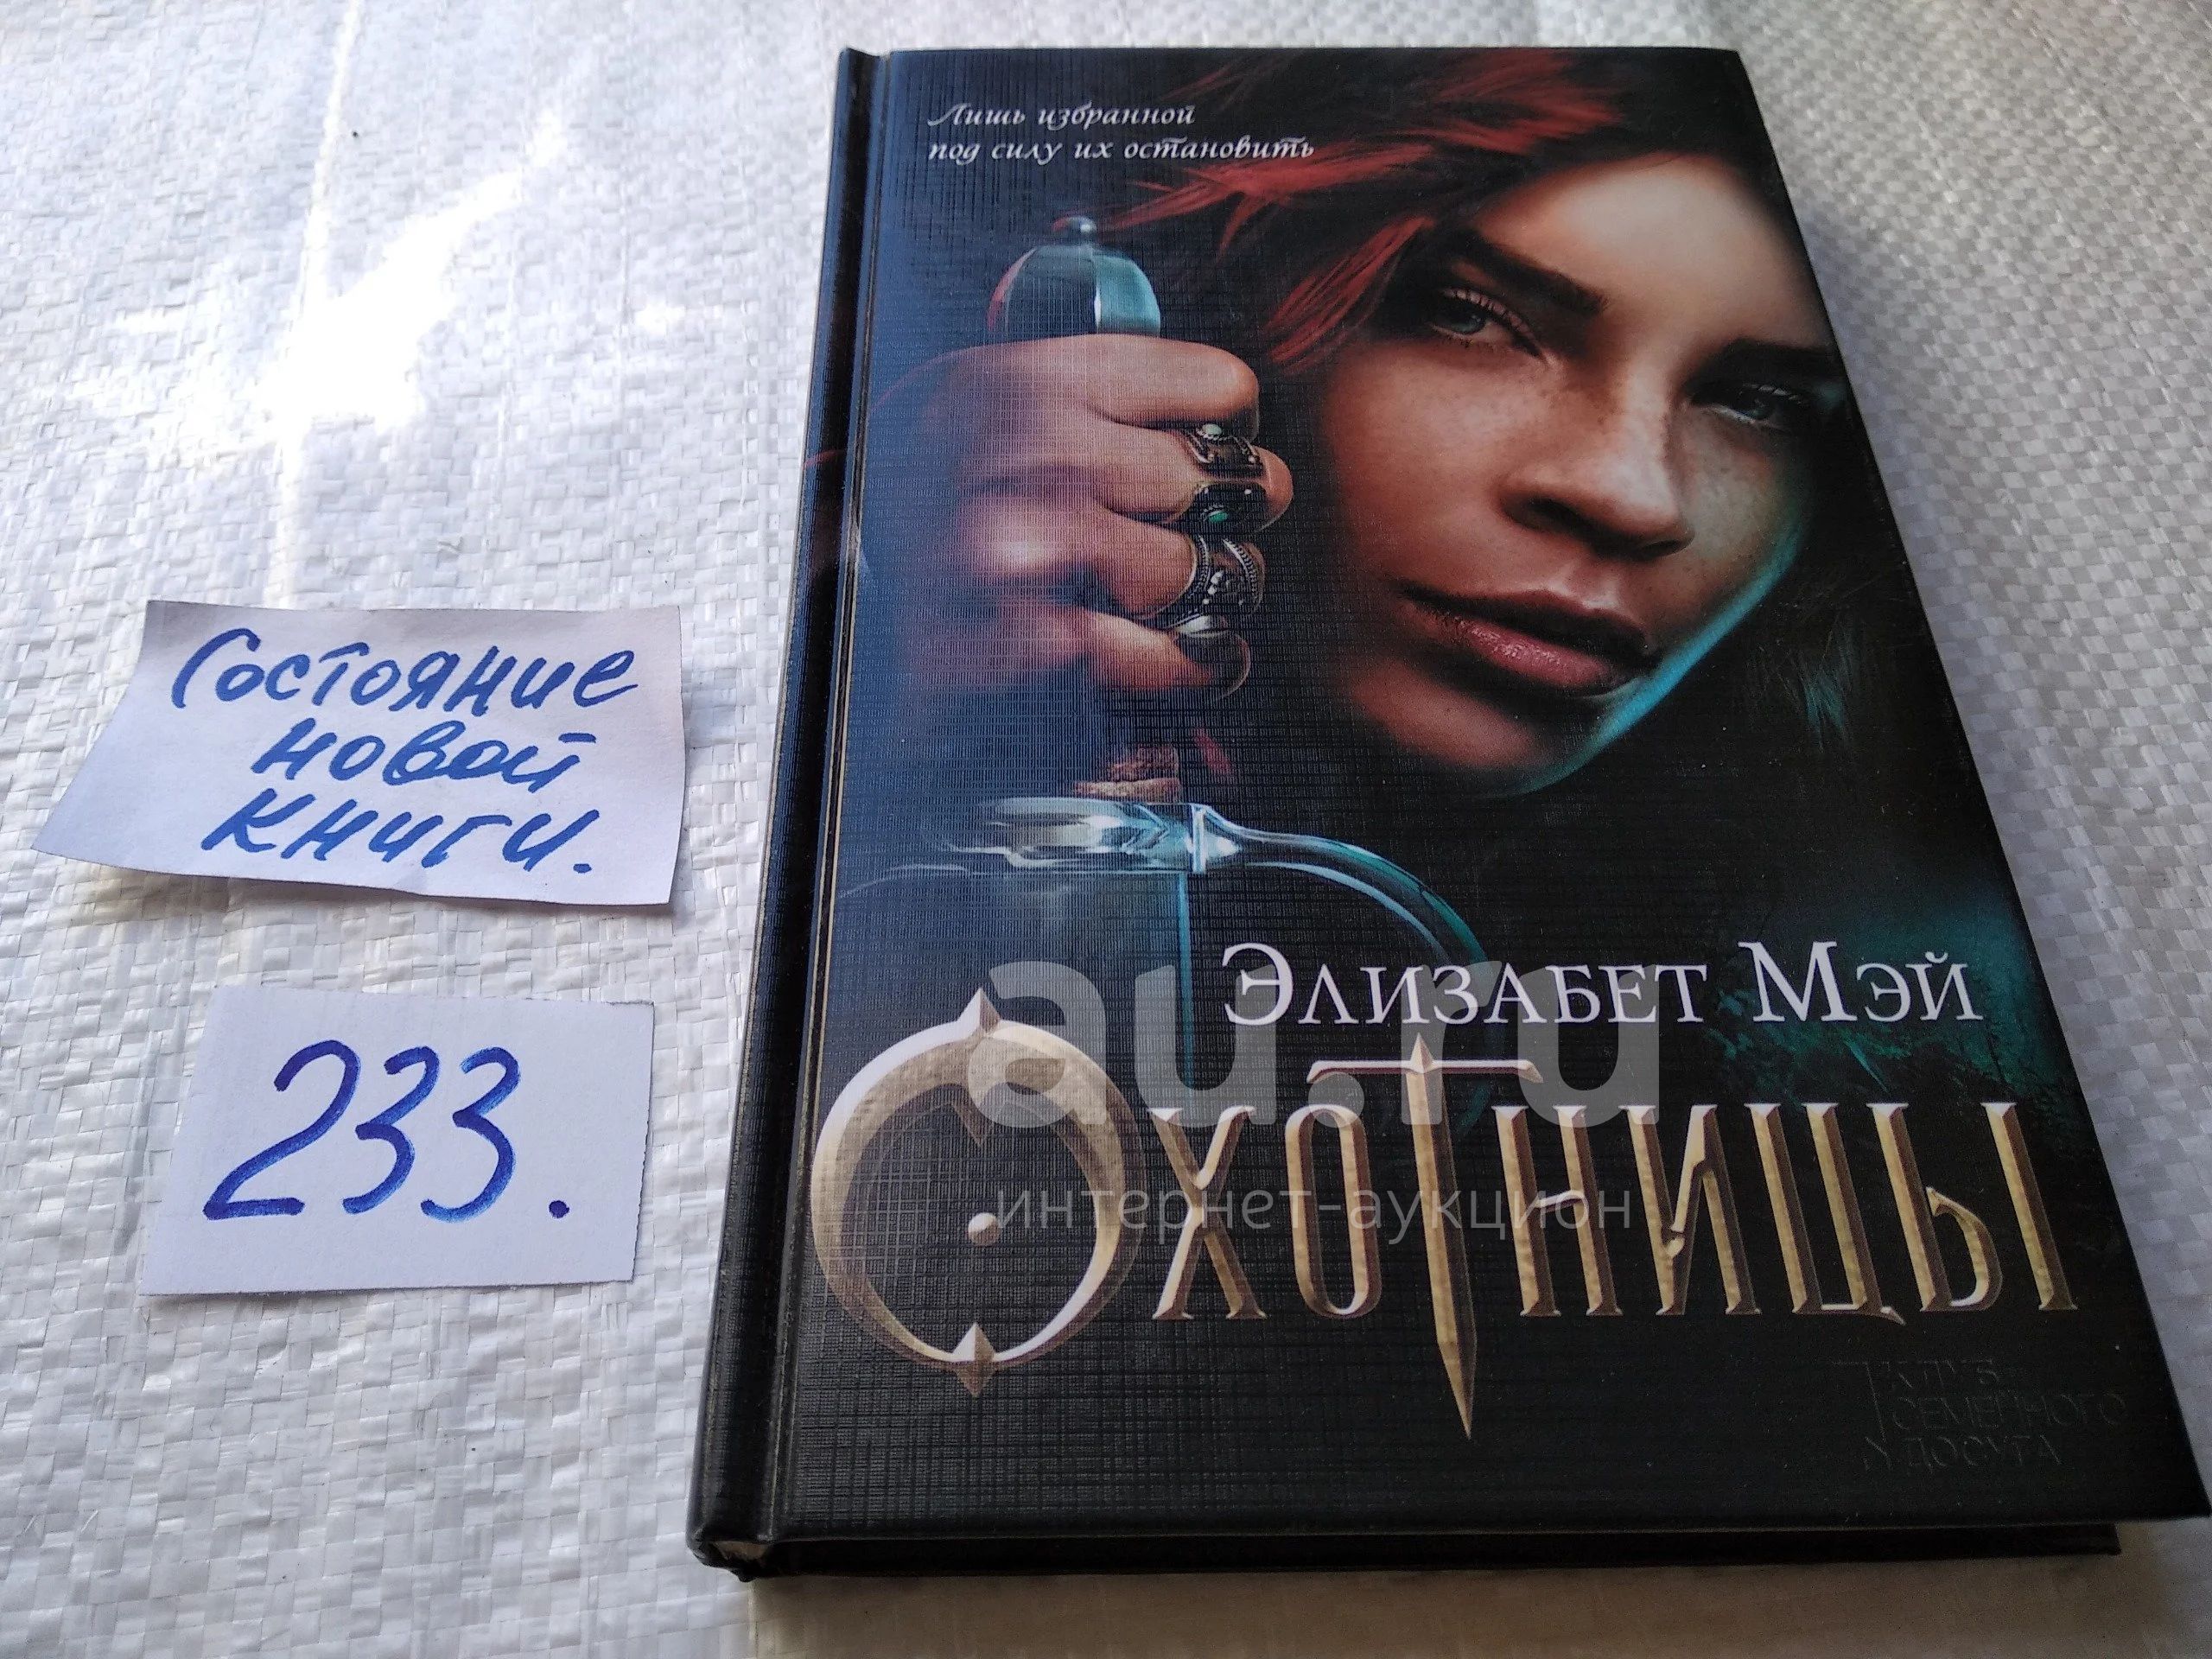 Лишь избранной
под силу их остановить
Состояние
новой
книги.
233.
Элизабет Мэй
Охотницы
au.ru
интернет-аукцион
Клуб
семейного
досуга